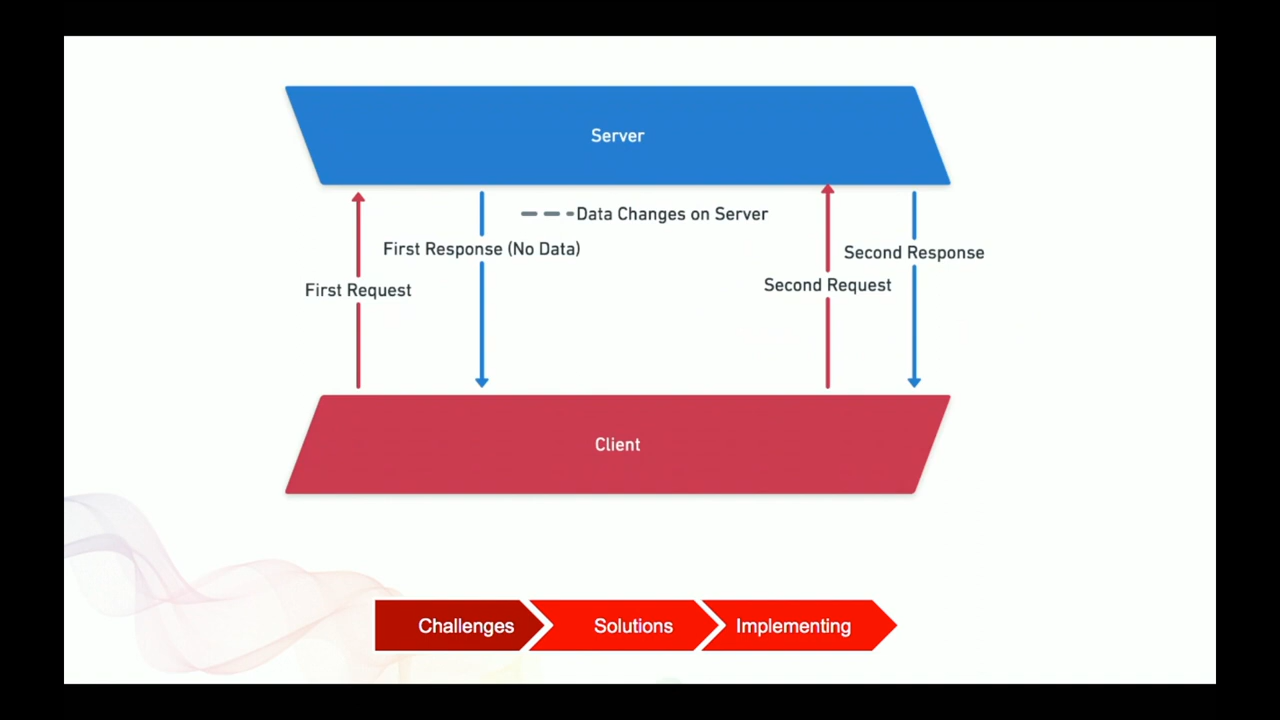 Server
Data Changes on Server
First Response (No Data)
Second Response
First Request
Second Request
Client
Challenges
Solutions
Implementing